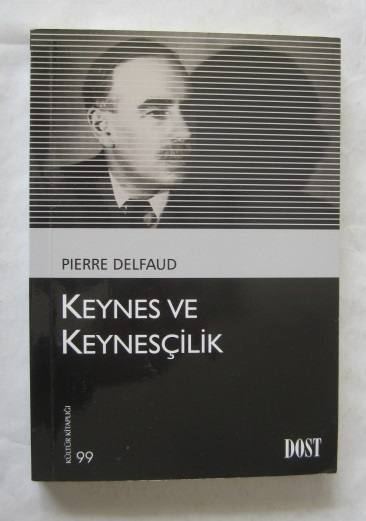 PIERRE DELFAUD
KEYNES VE
KEYNESÇİLİK
KÜLTÜR KİTAPLIĞI
99
DOST